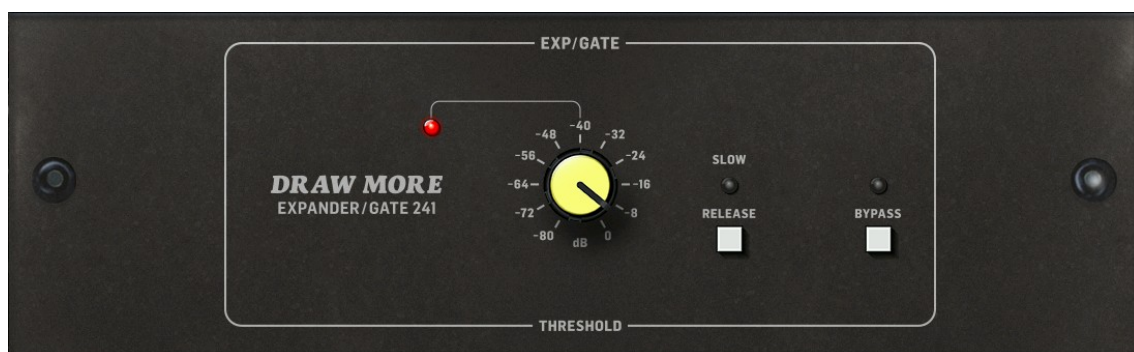 EXP/GATE
-40
-48
-32
-56
-24
-64
-16
-72
-8
-80
0
dB
DRAW MORE
EXPANDER/GATE 241
SLOW
RELEASE
BYPASS
THRESHOLD